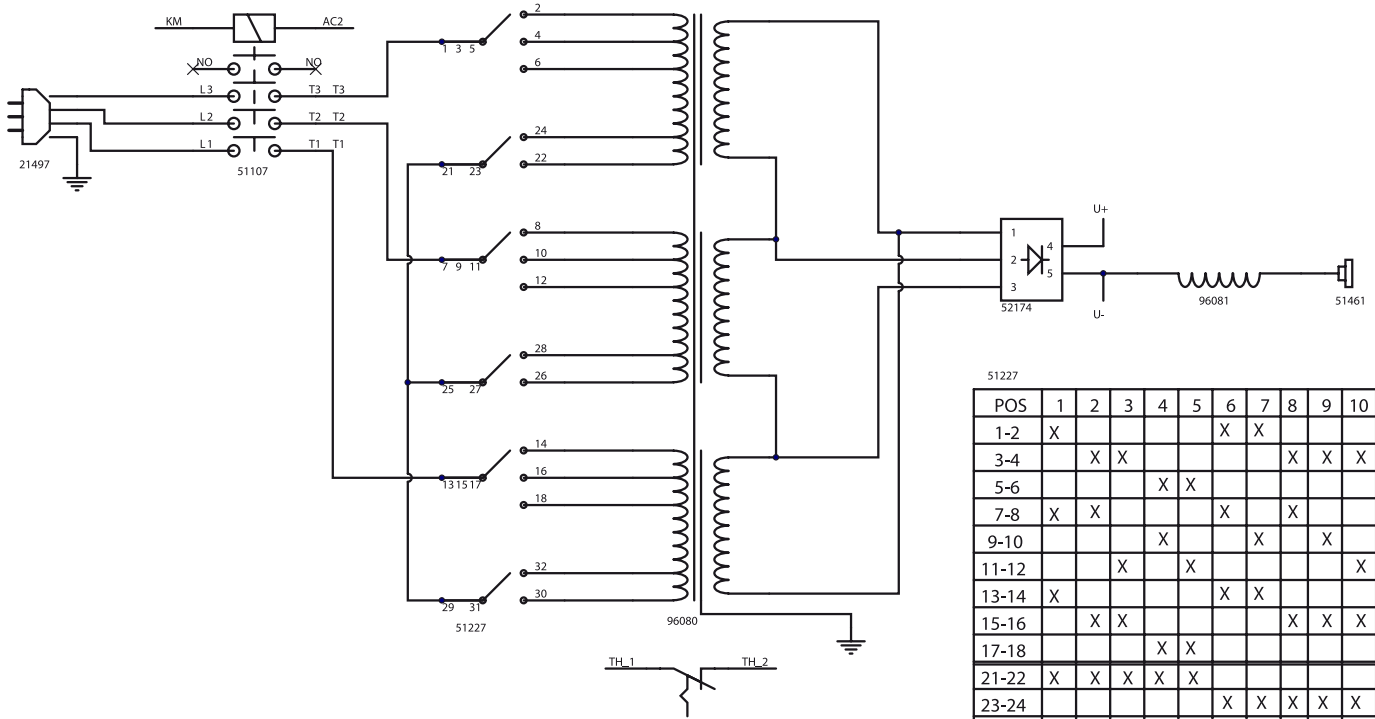 KM AC2
NO NO
L3 T3 T3
L2 T2 T2
L1 T1 T1
21497
51107
1 3 5
2
4
6
21 23
24
22
7 9 11
8
10
12
25 27
28
26
13 15 17
14
16
18
29 31
32
30
51227
96080
TH_1 TH_2
1
2
3
4
5
52174
U+
U-
96081
51461
51227
POS 1 2 3 4 5 6 7 8 9 10
1-2 X X X
3-4 X X X X X
5-6 X X
7-8 X X X X
9-10 X X X
11-12 X X X
13-14 X X X
15-16 X X X X X
17-18 X X
21-22 X X X X X
23-24 X X X X X